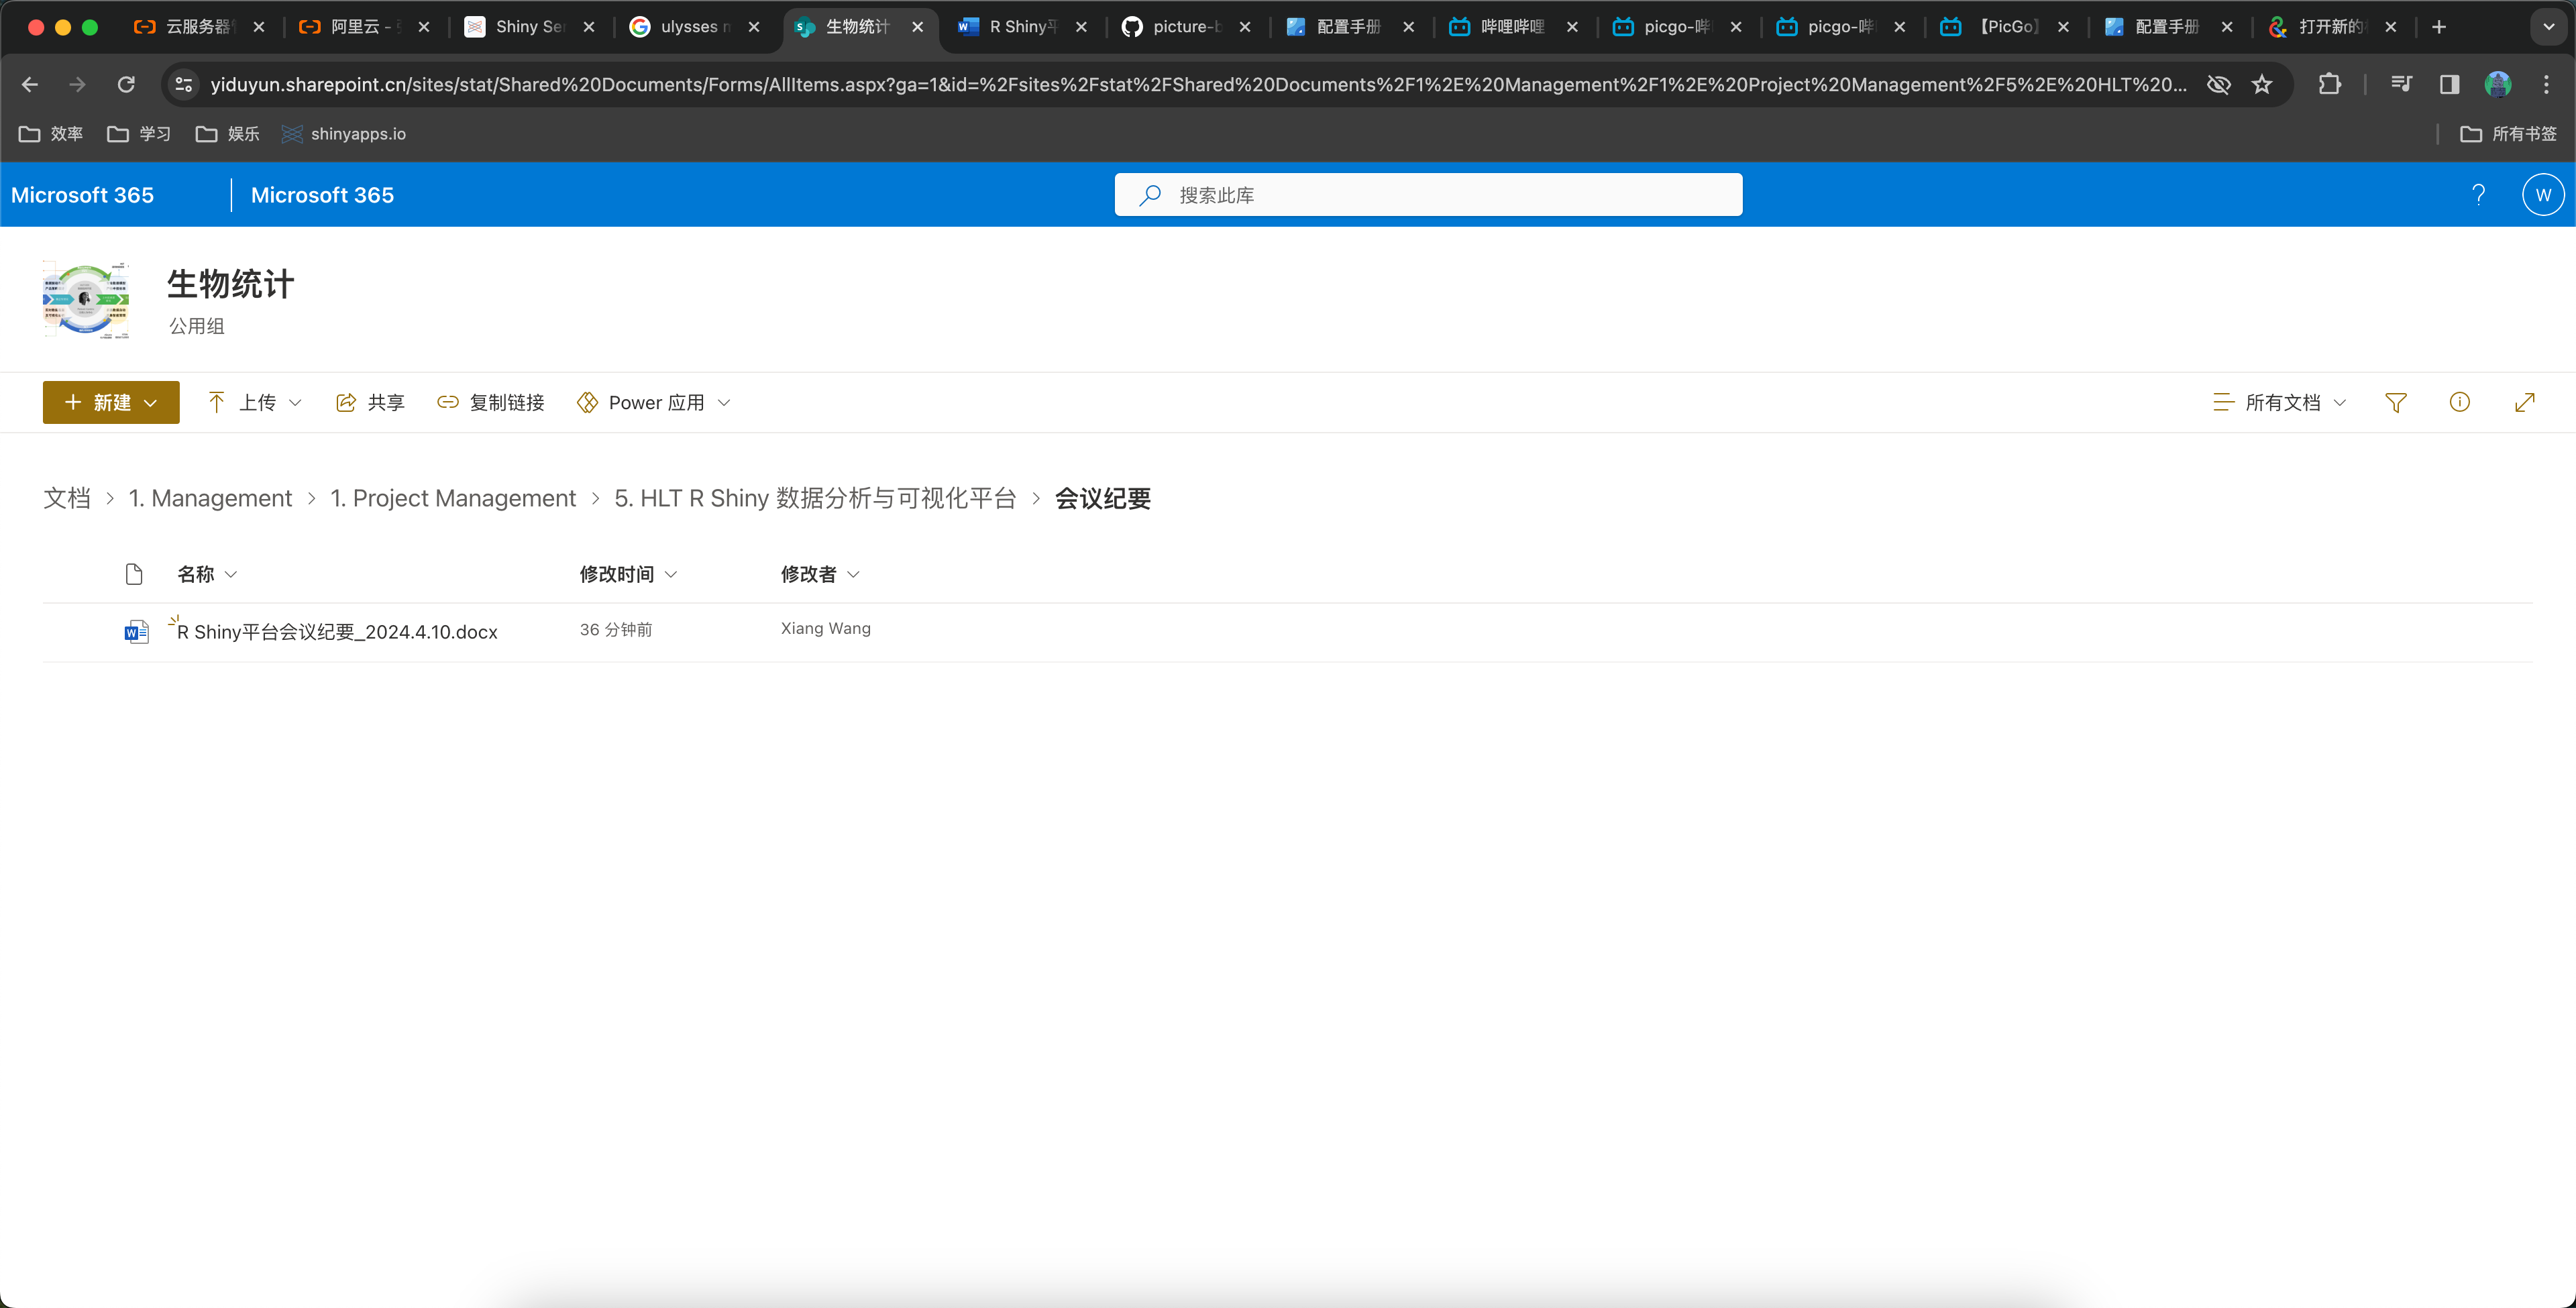 云服务器 阿里云 - Shiny Ser ulysses 生物统计 R Shiny平 picture-b 配置手册 哔哩哔哩 picgo-哔 picgo-哔 【PicGo】 配置手册 打开新的
yiduyun.sharepoint.cn/sites/stat/Shared%20Documents/Forms/AllItems.aspx?ga=1&id=%2Fsites%2Fstat%2FShared%20Documents%2F1%2E%20Management%2F1%2E%20Project%20Management%2F5%2E%20HLT%20...
效率 学习 娱乐 shinyapps.io 所有书签
Microsoft 365 Microsoft 365 搜索此库 ? W
生物统计
公用组
新建 上传 共享 复制链接 Power 应用 所有文档
文档 > 1. Management > 1. Project Management > 5. HLT R Shiny 数据分析与可视化平台 > 会议纪要
名称 修改时间 修改者
R Shiny平台会议纪要_2024.4.10.docx 36 分钟前 Xiang Wang